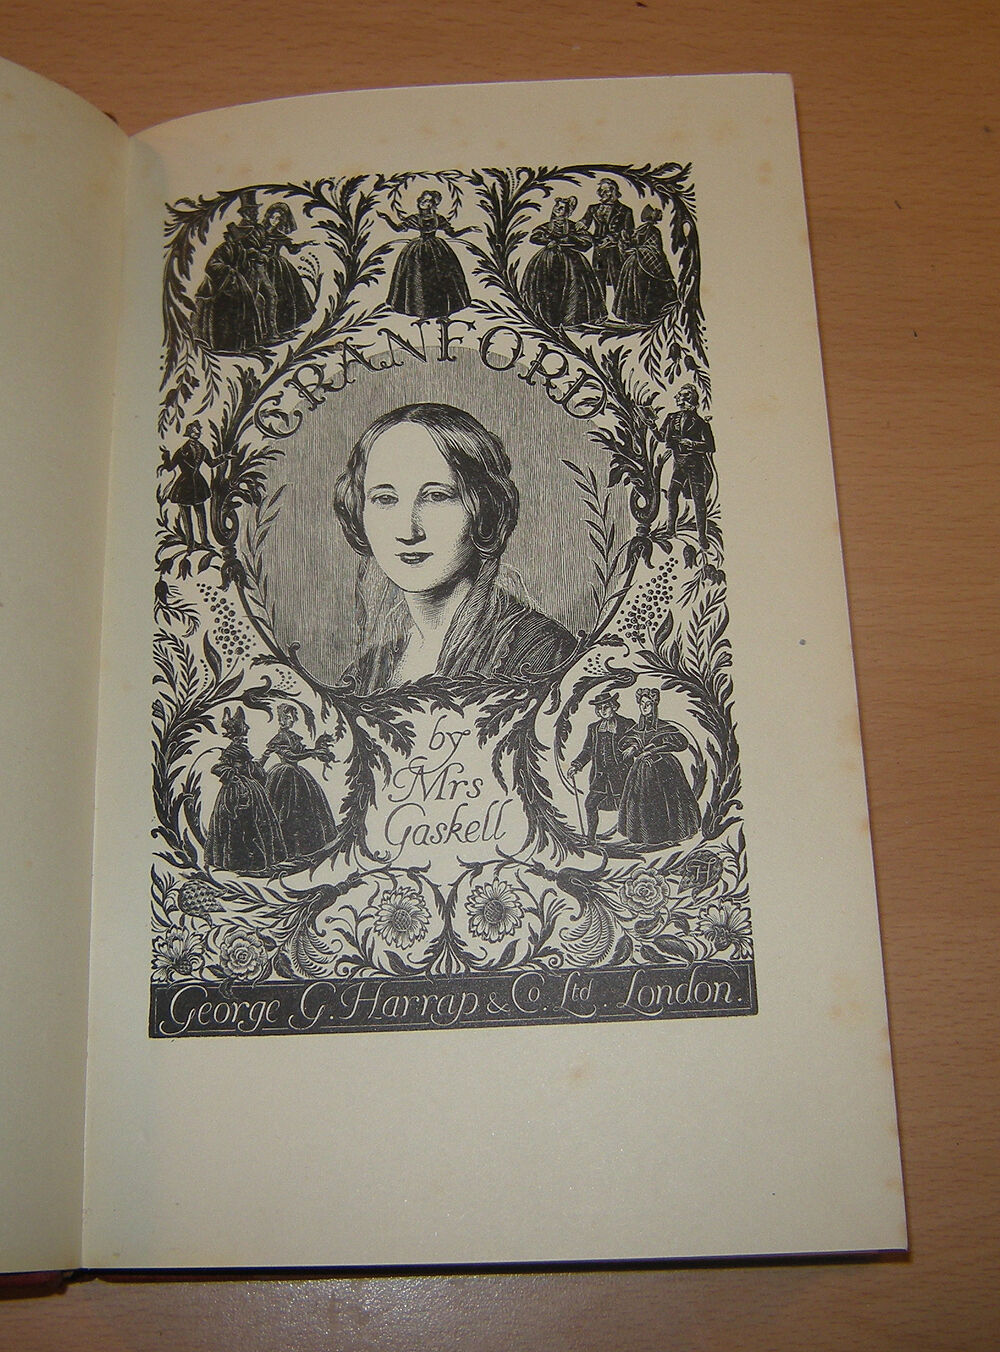 CRANFORD
by
Mrs
Gaskell
George G. Harrap & Co. Ltd. London.